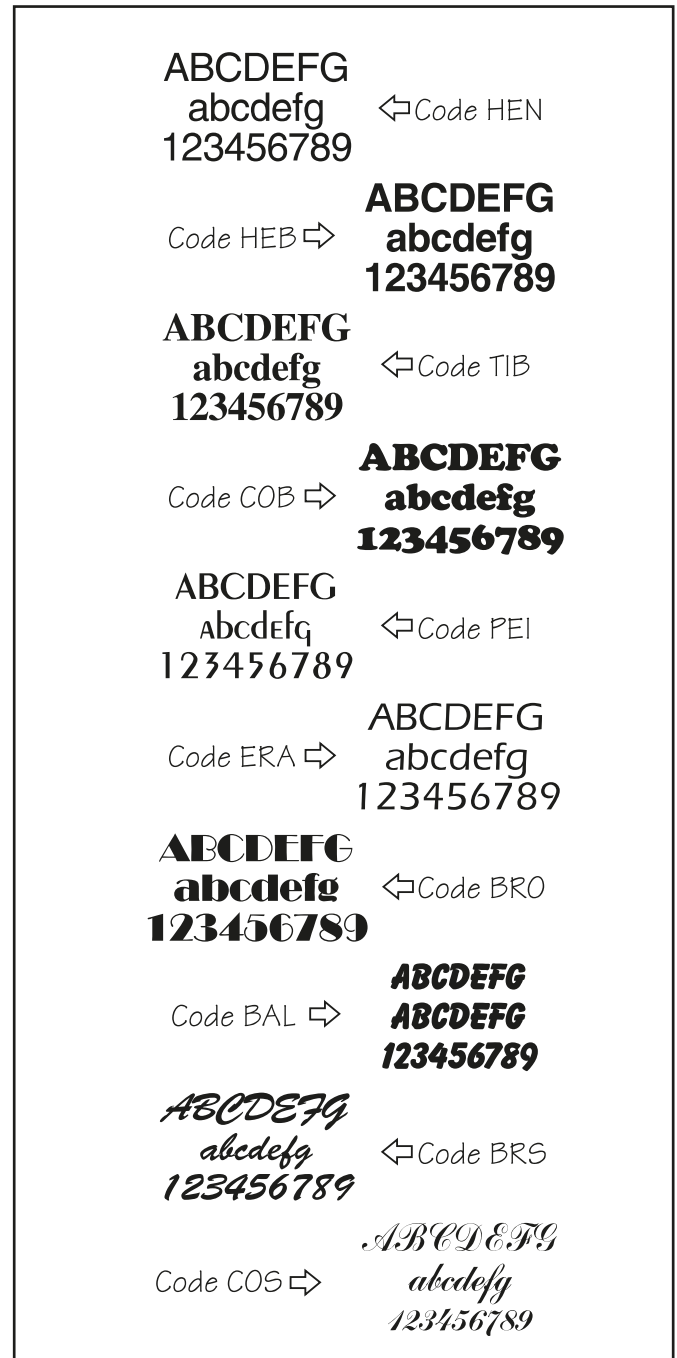 ABCDEFG
abcdefg
123456789
Code HEN
Code HEB
ABCDEFG
abcdefg
123456789
ABCDEFG
abcdefg
123456789
Code TIB
Code COB
ABCDEFG
abcdefg
123456789
ABCDEFG
abcdefg
123456789
Code PEI
Code ERA
ABCDEFG
abcdefg
123456789
ABCDEFG
abcdefg
123456789
Code BRO
Code BAL
ABCDEFG
ABCDEFG
123456789
ABCDEFG
abcdefg
123456789
Code BRS
Code COS
ABCDEFG
abcdefg
123456789